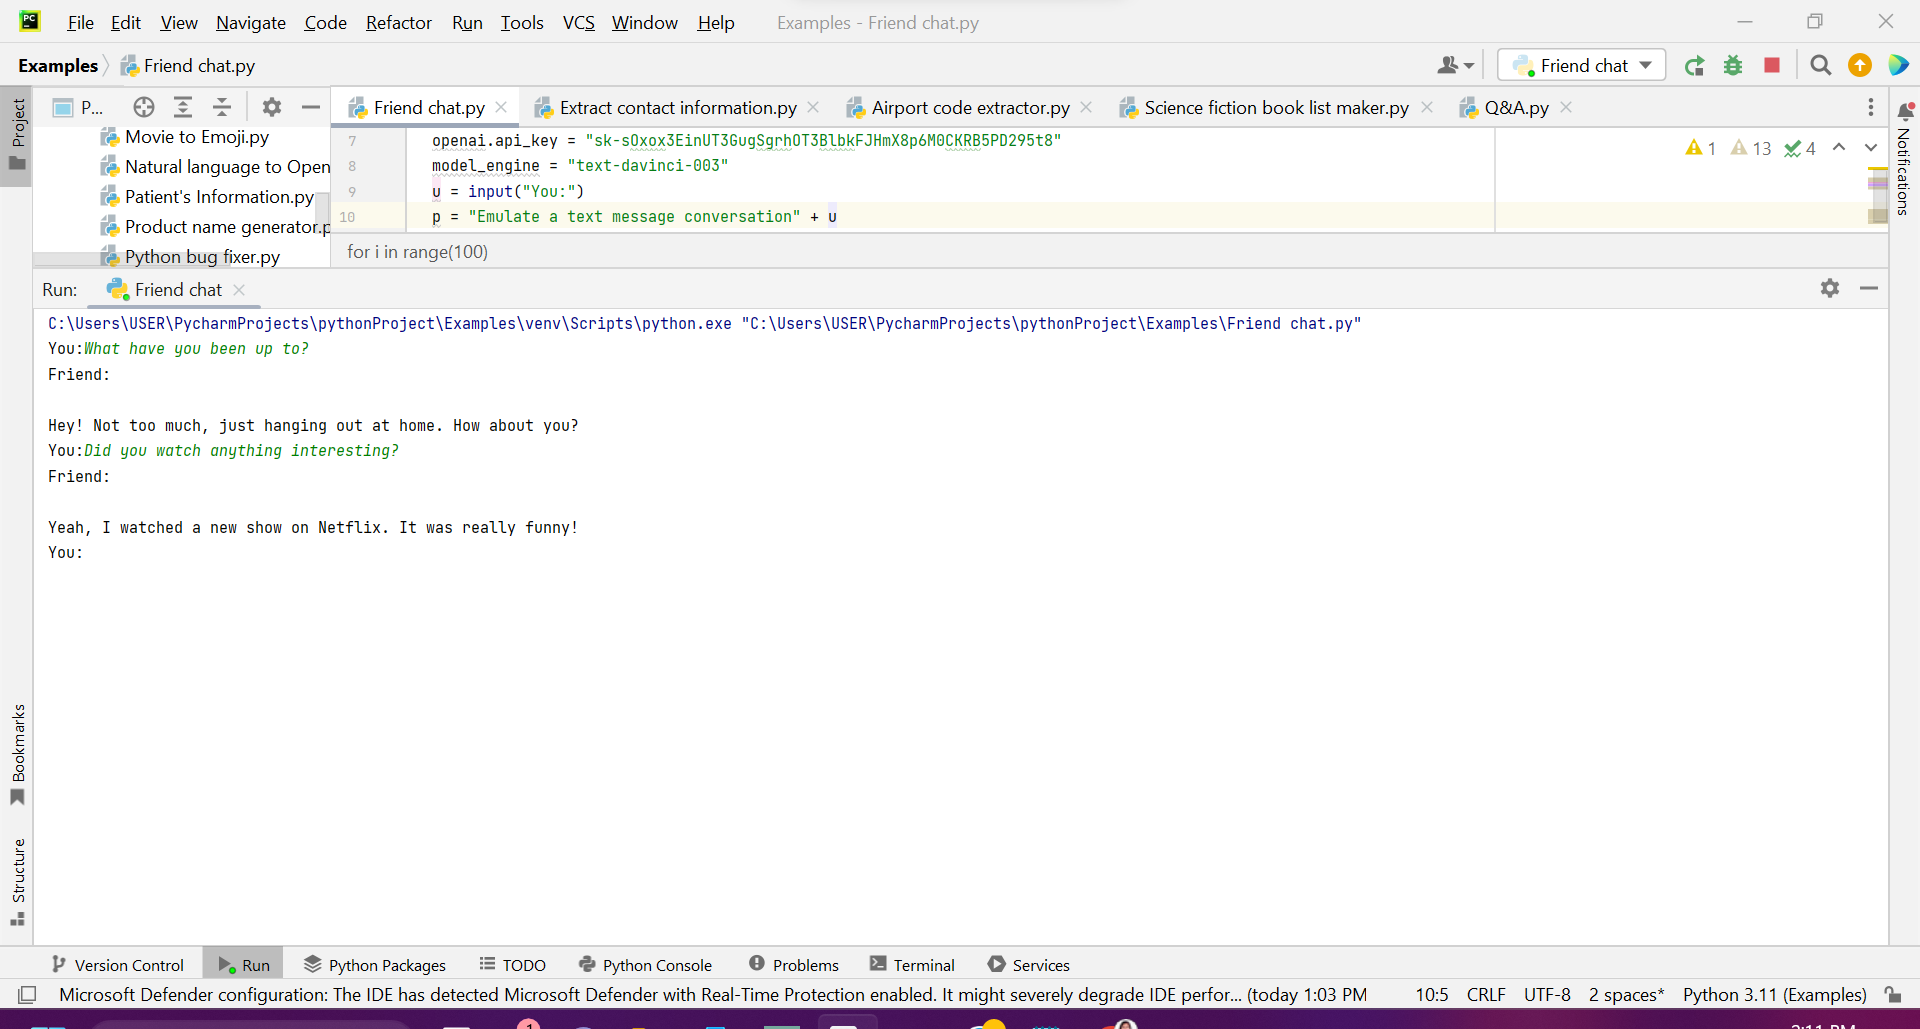 File Edit View Navigate Code Refactor Run Tools VCS Window Help Examples - Friend chat.py
Examples Friend chat.py Friend chat
Project P... Friend chat.py Extract contact information.py Airport code extractor.py Science fiction book list maker.py Q&A.py
Movie to Emoji.py
Natural language to Open
Patient's Information.py
Product name generator.p
Python bug fixer.py
7 openai.api_key = "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"
8 model_engine = "text-davinci-003"
9 u = input("You:")
10 p = "Emulate a text message conversation" + u
1 13 4
for i in range(100)
Notifications
Run: Friend chat
C:\Users\USER\PycharmProjects\pythonProject\Examples\venv\Scripts\python.exe "C:\Users\USER\PycharmProjects\pythonProject\Examples\Friend chat.py"
You:What have you been up to?
Friend:
Hey! Not too much, just hanging out at home. How about you?
You:Did you watch anything interesting?
Friend:
Yeah, I watched a new show on Netflix. It was really funny!
You:
Bookmarks
Structure
Version Control Run Python Packages TODO Python Console Problems Terminal Services
Microsoft Defender configuration: The IDE has detected Microsoft Defender with Real-Time Protection enabled. It might severely degrade IDE perfor... (today 1:03 PM 10:5 CRLF UTF-8 2 spaces* Python 3.11 (Examples)